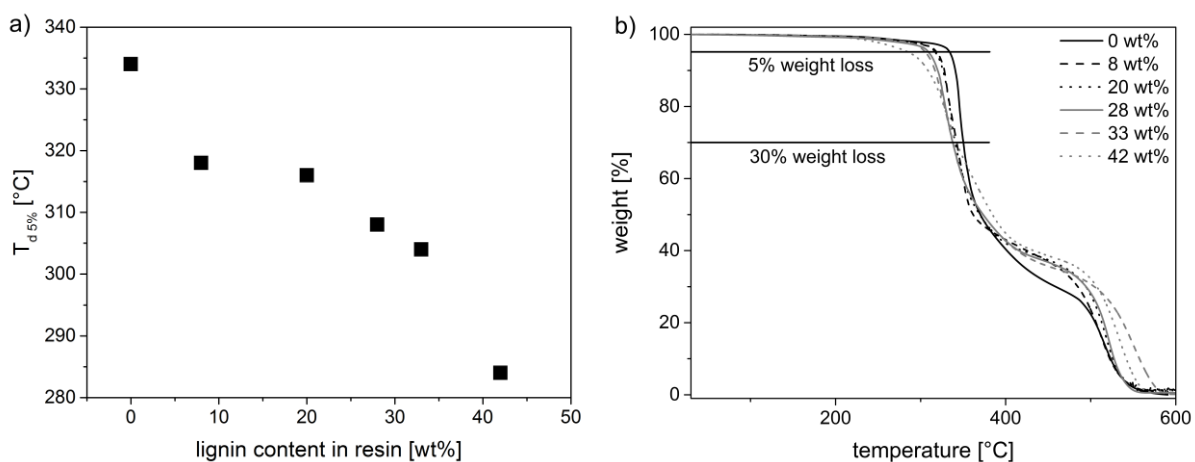 a)
340
330
320
310
300
290
280
T d 5% [°C]
0
10
20
30
40
50
lignin content in resin [wt%]
b)
100
80
60
40
20
0
weight [%]
5% weight loss
30% weight loss
0 wt%
8 wt%
20 wt%
28 wt%
33 wt%
42 wt%
200
400
600
temperature [°C]